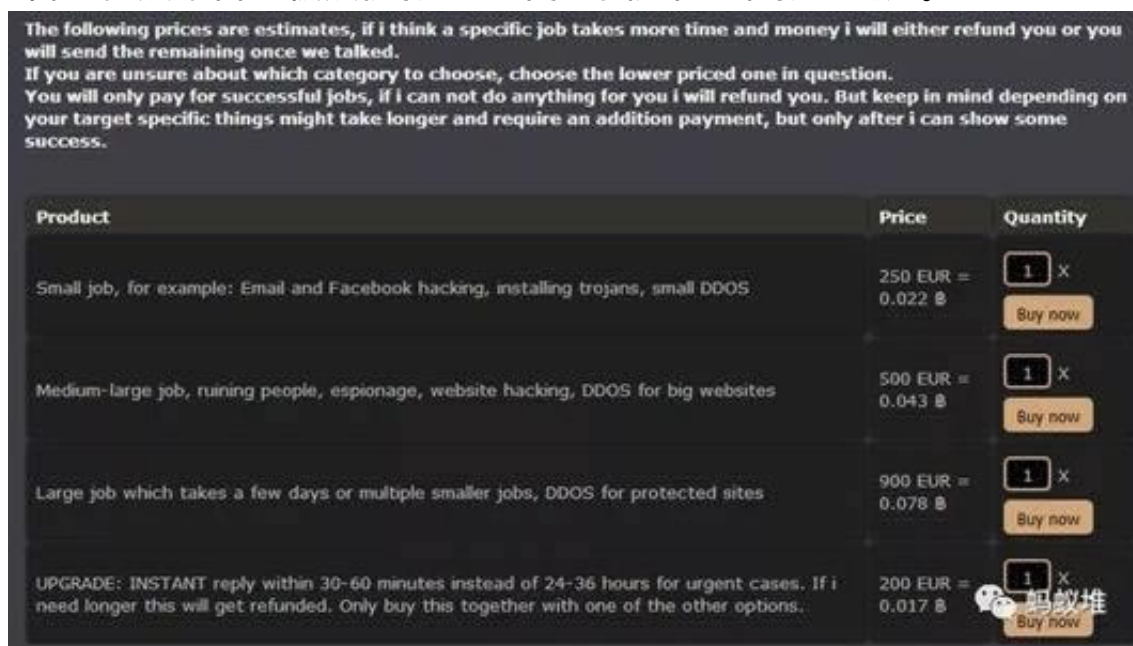 The following prices are estimates, if i think a specific job takes more time and money i will either refund you or you
will send the remaining once we talked.
If you are unsure about which category to choose, choose the lower priced one in question.
You will only pay for successful jobs, if i can not do anything for you i will refund you. But keep in mind depending on
your target specific things might take longer and require an addition payment, but only after i can show some
success.
Product Price Quantity
Small job, for example: Email and Facebook hacking, installing trojans, small DDOS 250 EUR = 1 X
0.022 ฿ Buy now
Medium-large job, ruining people, espionage, website hacking, DDOS for big websites 500 EUR = 1 X
0.043 ฿ Buy now
Large job which takes a few days or multiple smaller jobs, DDOS for protected sites 900 EUR = 1 X
0.078 ฿ Buy now
UPGRADE: INSTANT reply within 30-60 minutes instead of 24-36 hours for urgent cases. If i 200 EUR = 1 X
need longer this will get refunded. Only buy this together with one of the other options. 0.017 ฿ Buy now
蚂蚁堆